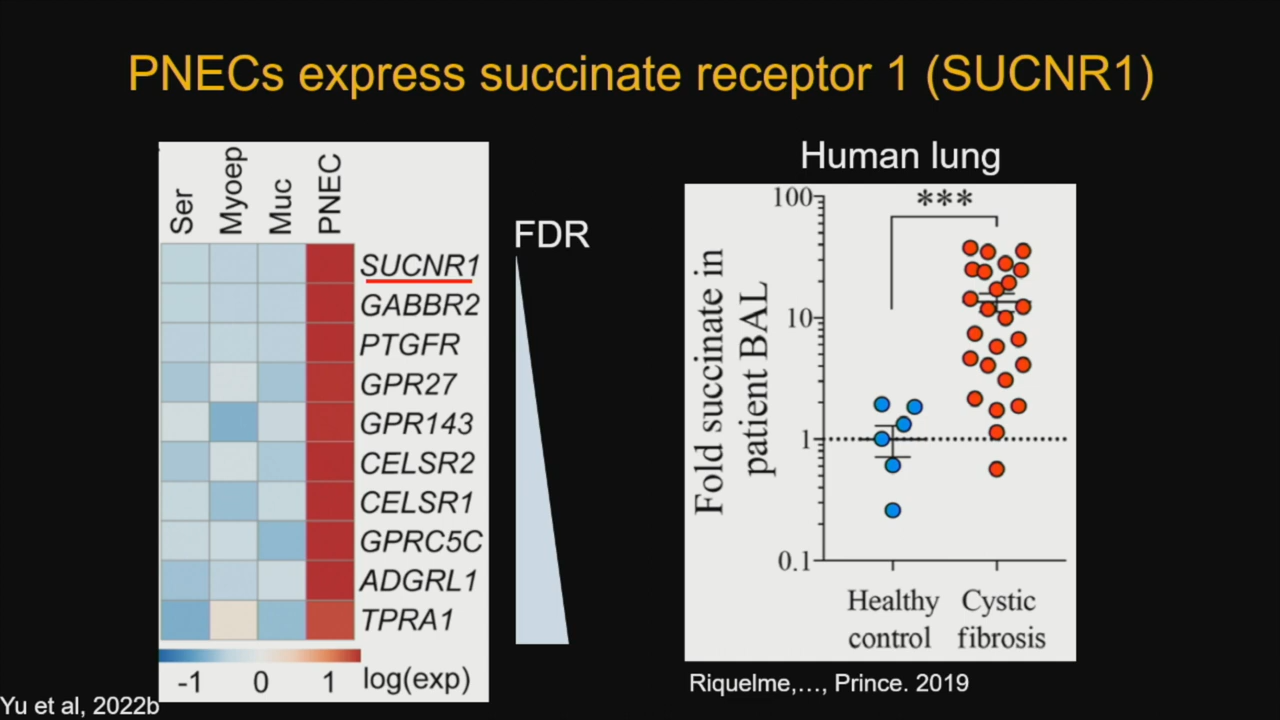 PNECs express succinate receptor 1 (SUCNR1)
Ser
Myoep
Muc
PNEC
SUCNR1
GABBR2
PTGFR
GPR27
GPR143
CELSR2
CELSR1
GPRC5C
ADGRL1
TPRA1
-1 0 1 log(exp)
Yu et al, 2022b
FDR
Human lung
Fold succinate in
patient BAL
100
10
1
0.1
***
Healthy
control
Cystic
fibrosis
Riquelme,..., Prince. 2019